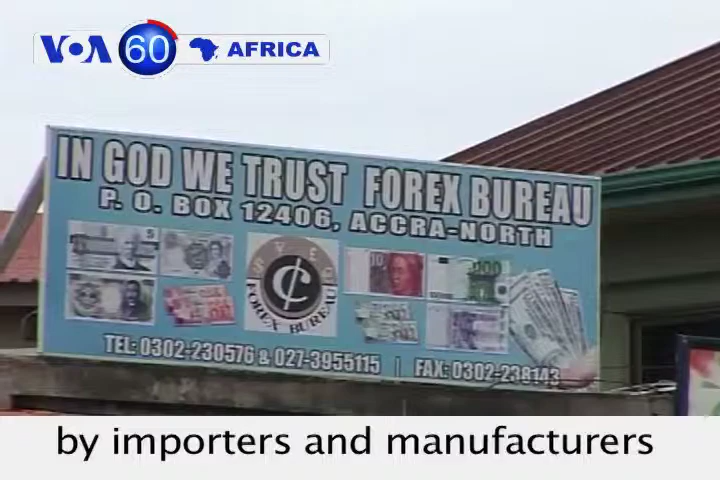 VOA 60 AFRICA
IN GOD WE TRUST FOREX BUREAU
P. O. BOX 12406, ACCRA-NORTH
FOREX BUREAU
TEL: 0302-230576 & 027-3955115 | FAX: 0302-238143
by importers and manufacturers